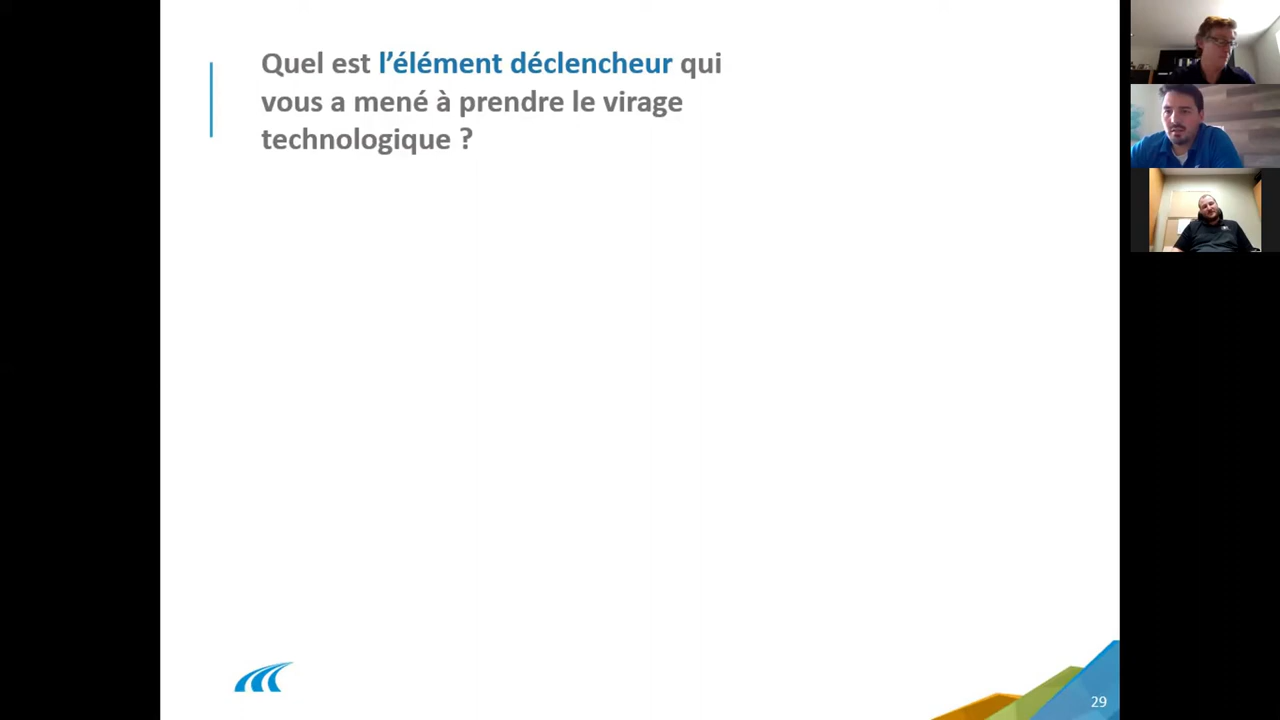 Quel est l’élément déclencheur qui
vous a mené à prendre le virage
technologique ?
29